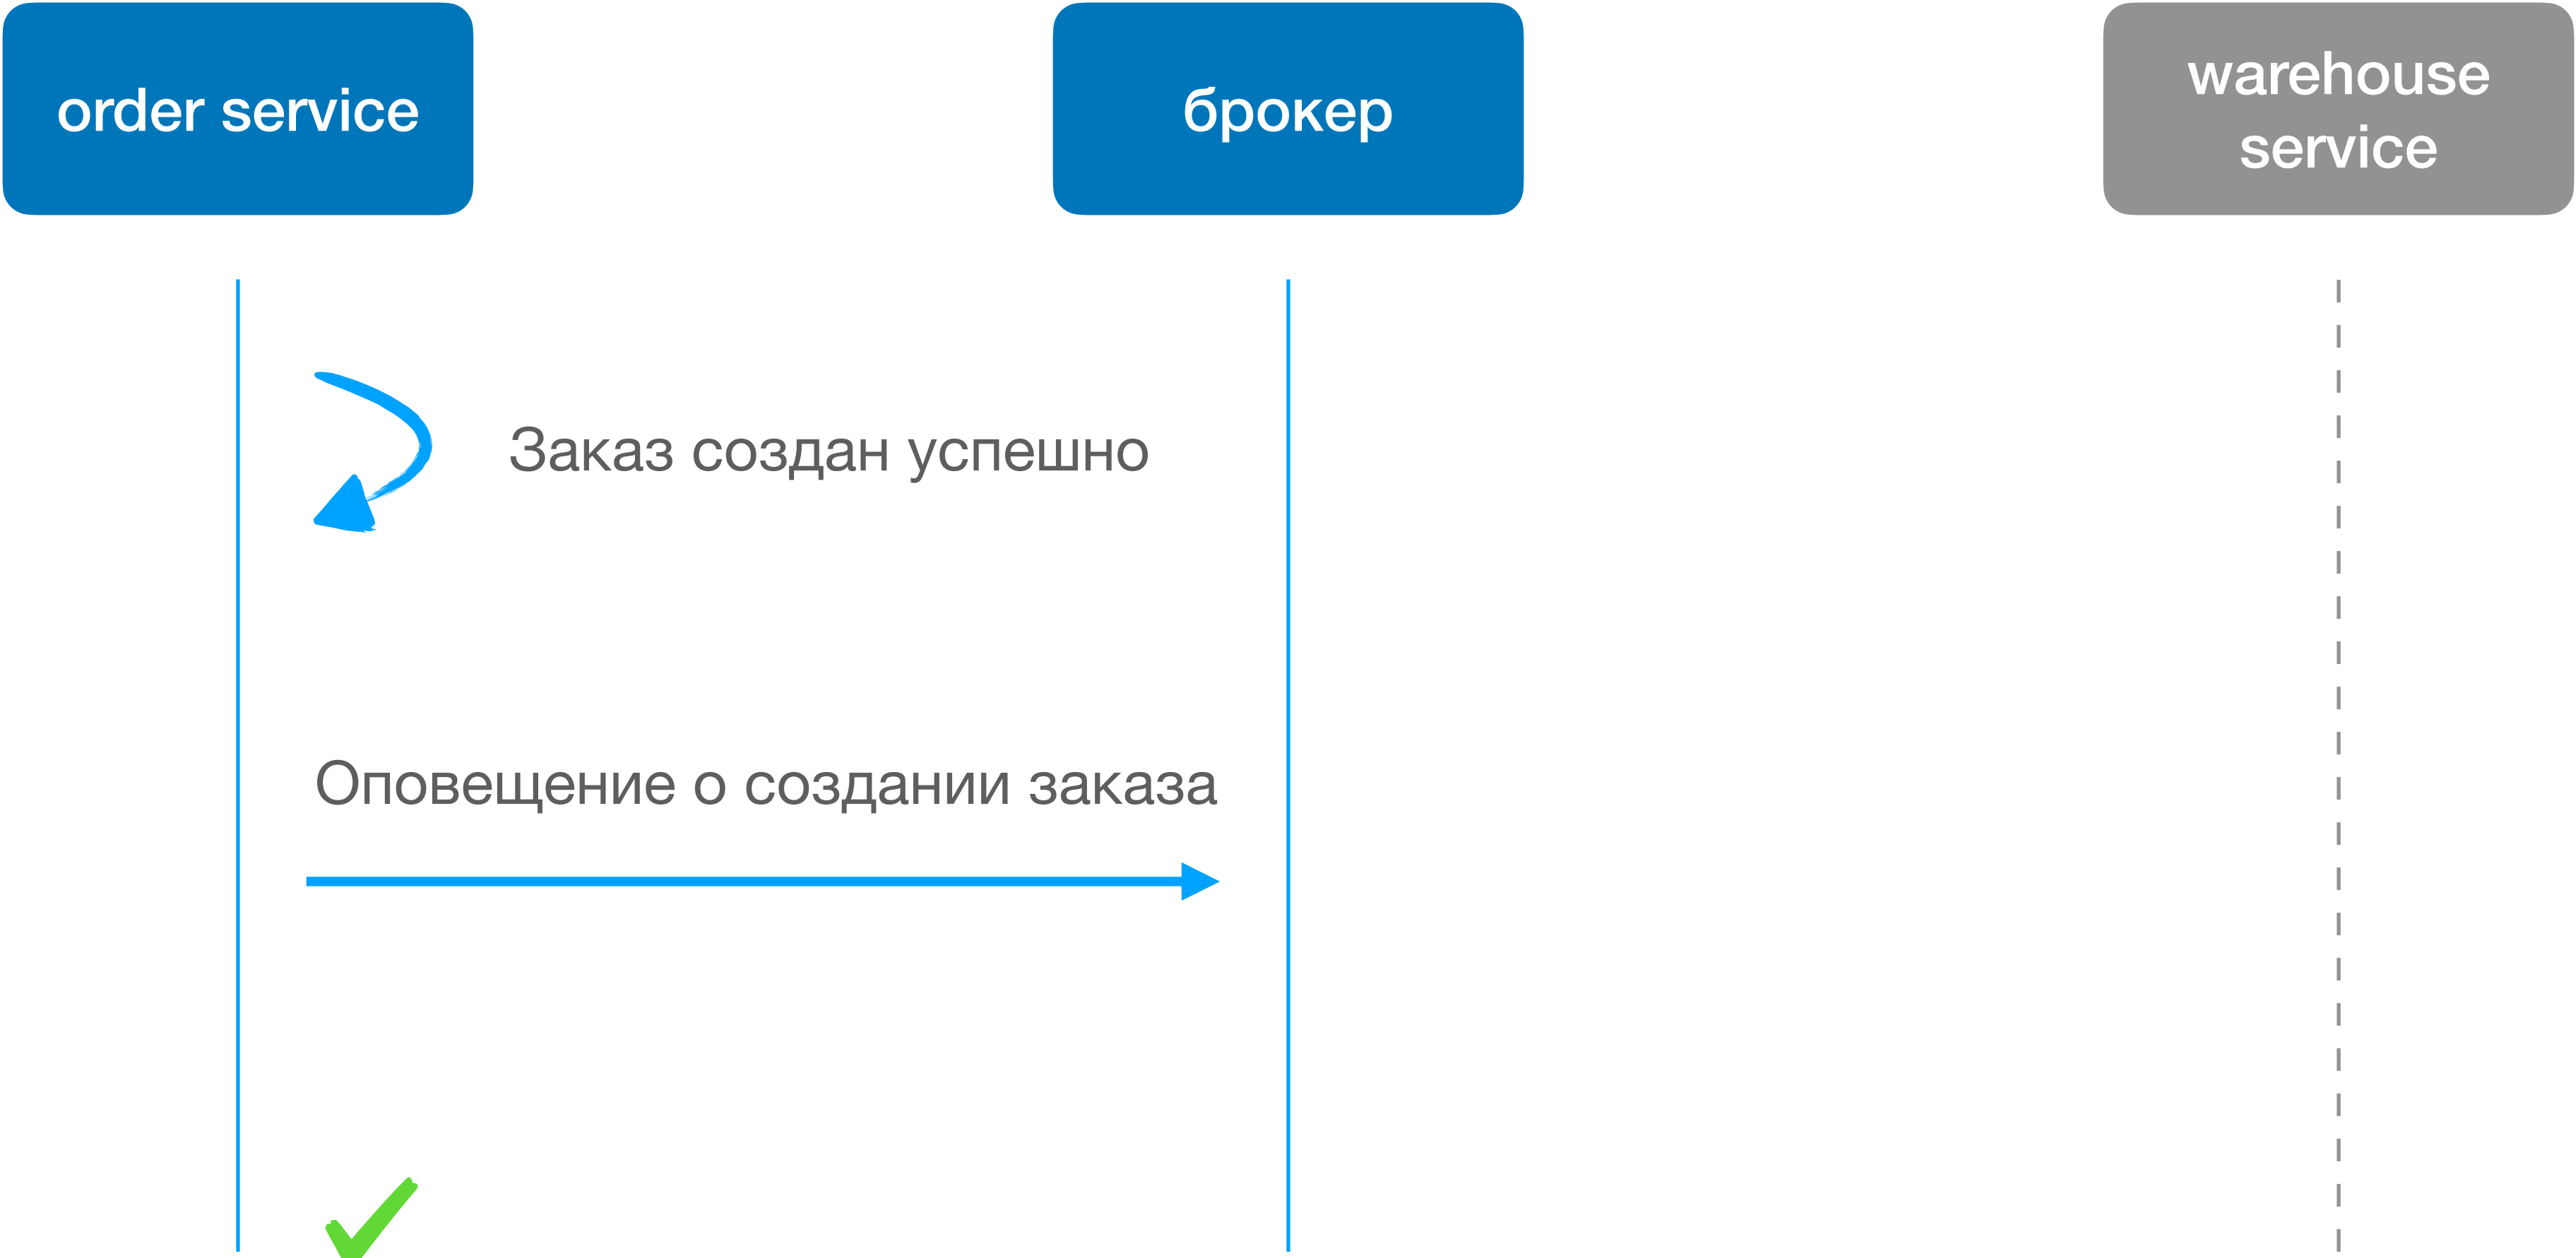 order service
брокер
warehouse
service
Заказ создан успешно
Оповещение о создании заказа